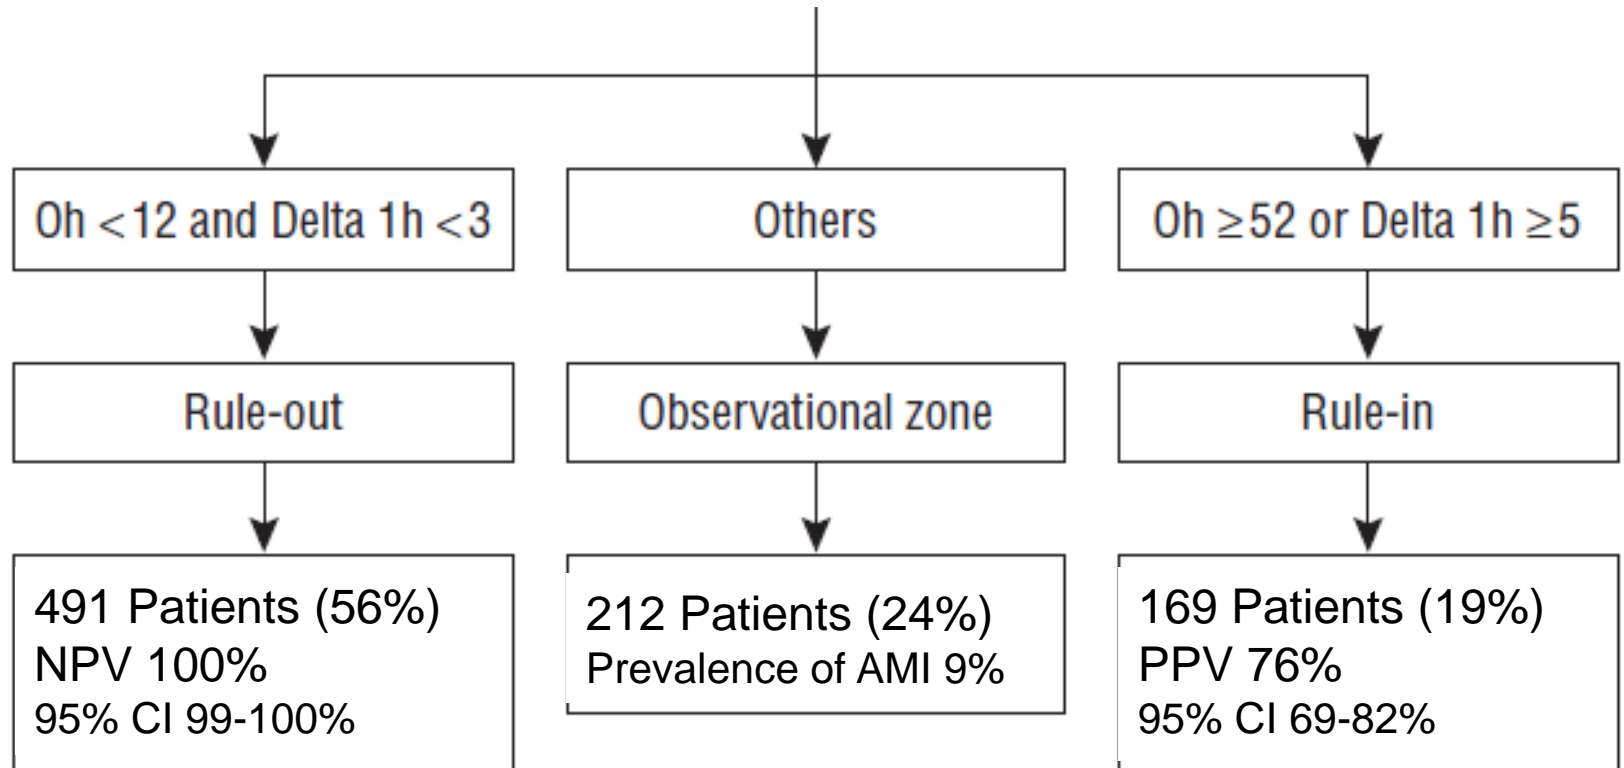 Oh <12 and Delta 1h <3
Others
Oh ≥52 or Delta 1h ≥5
Rule-out
Observational zone
Rule-in
491 Patients (56%)
NPV 100%
95% CI 99-100%
212 Patients (24%)
Prevalence of AMI 9%
169 Patients (19%)
PPV 76%
95% CI 69-82%